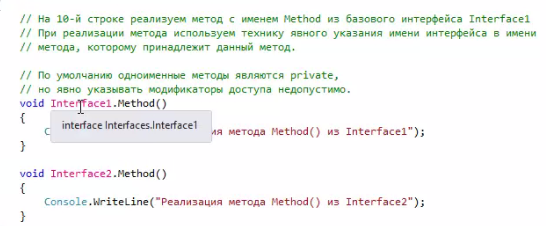 // На 10-й строке реализуем метод с именем Method из базового интерфейса Interface1
// При реализации метода используем технику явного указания имени интерфейса в имени
// метода, которому принадлежит данный метод.
// По умолчанию одноименные методы являются private,
// но явно указывать модификаторы доступа недопустимо.
void Interface1.Method()
{
interface Interfaces.Interface1
C ия метода Method() из Interface1");
}
void Interface2.Method()
{
Console.WriteLine("Реализация метода Method() из Interface2");
}